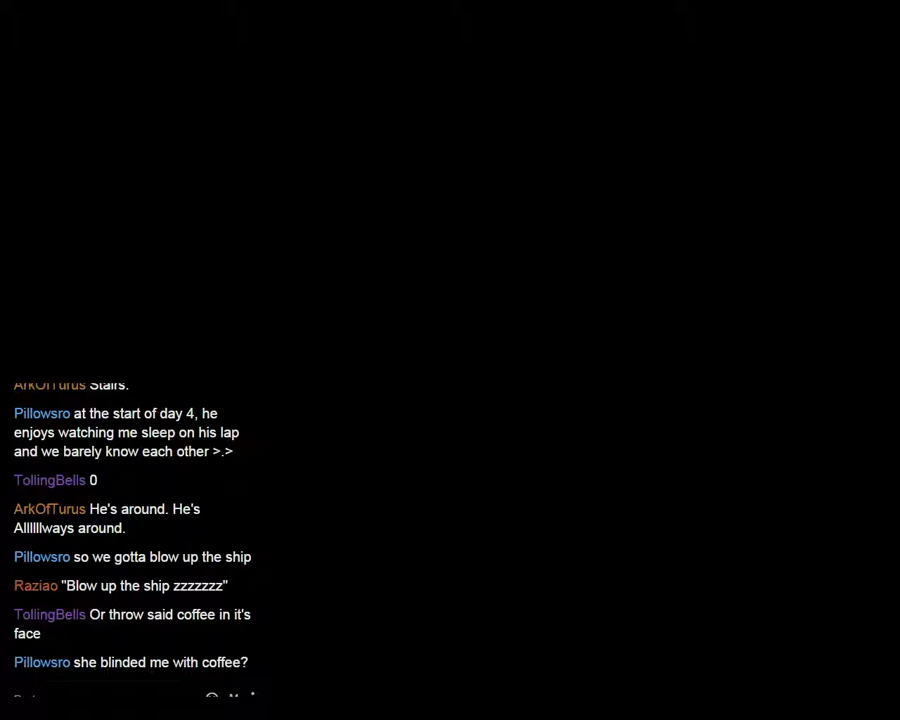 ArkOfTurus Stairs.
Pillowsro at the start of day 4, he
enjoys watching me sleep on his lap
and we barely know each other >.>
TollingBells 0
ArkOfTurus He's around. He's
Allllllways around.
Pillowsro so we gotta blow up the ship
Raziao "Blow up the ship zzzzzzz"
TollingBells Or throw said coffee in it's
face
Pillowsro she blinded me with coffee?